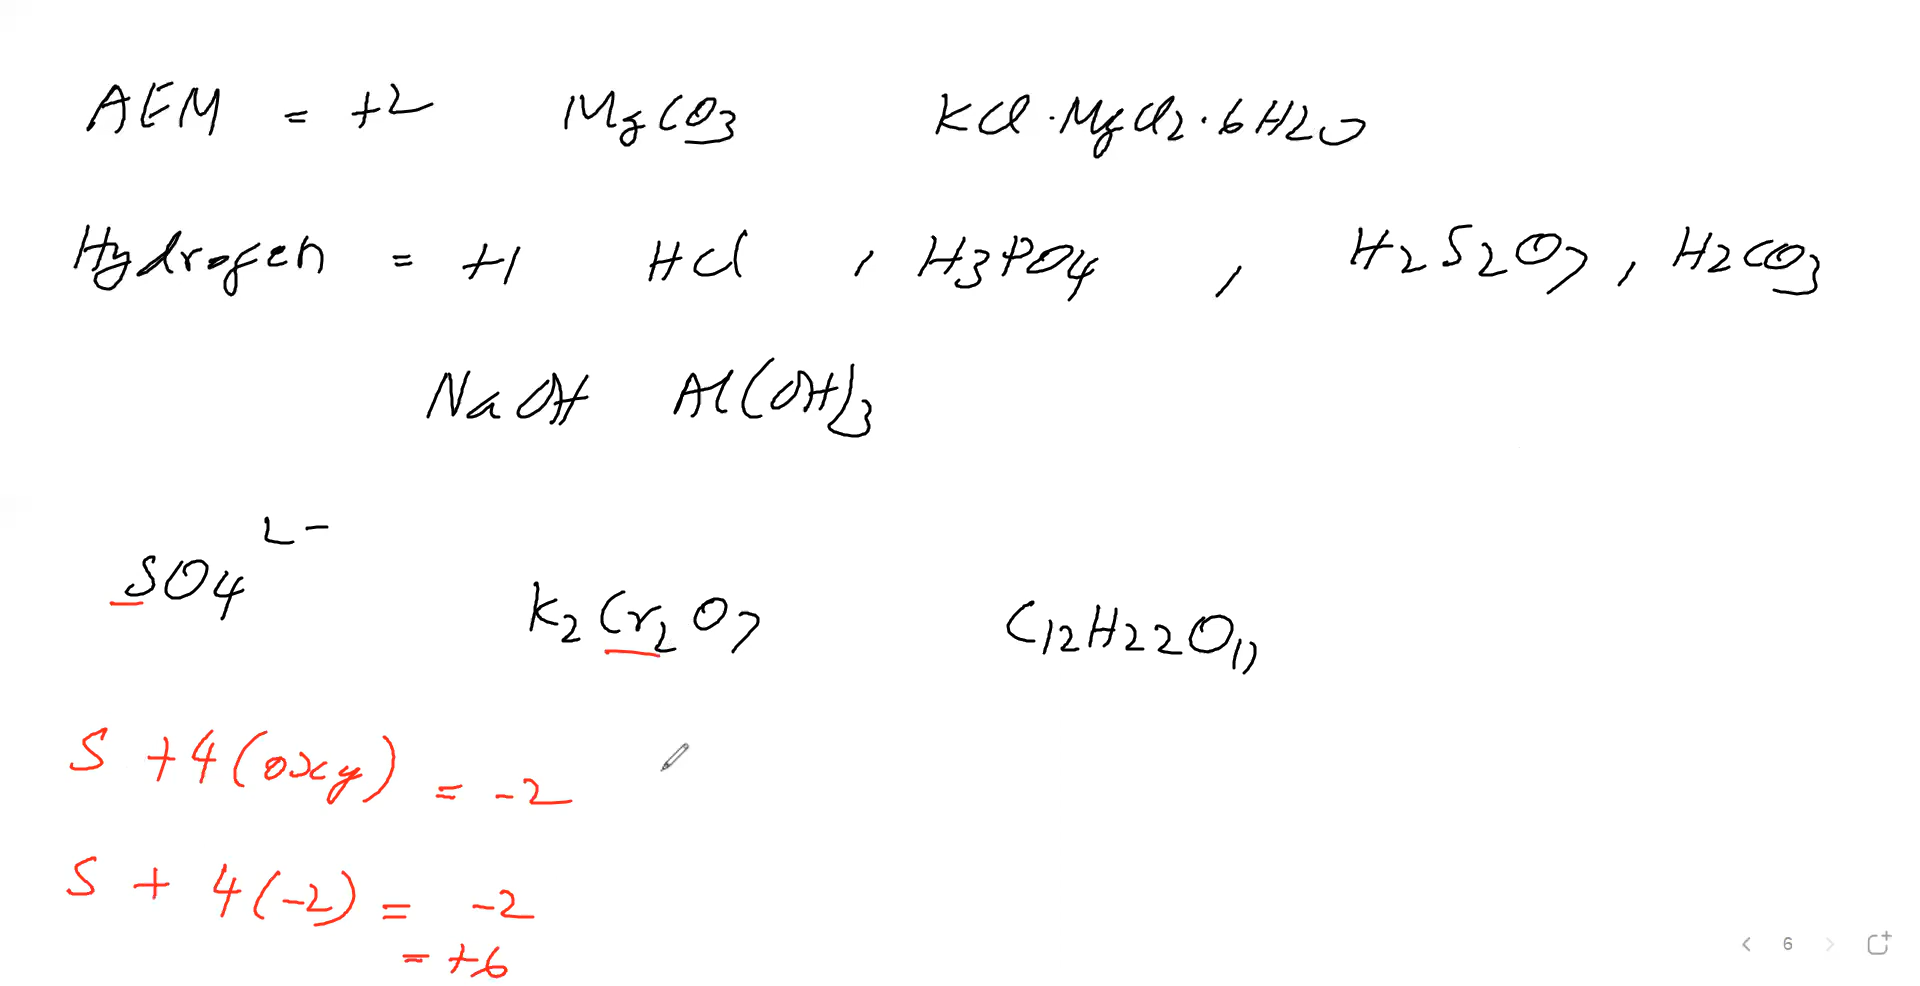 AEM = +2 MgCO3 KCl·MgCl2·6H2O
Hydrogen = +1 HCl , H3PO4 , H2S2O7 , H2CO3
NaOH Al(OH)3
SO4 2- K2Cr2O7 C12H22O11
S +4(oxy) = -2
S + 4(-2) = -2
= +6
< 6 >